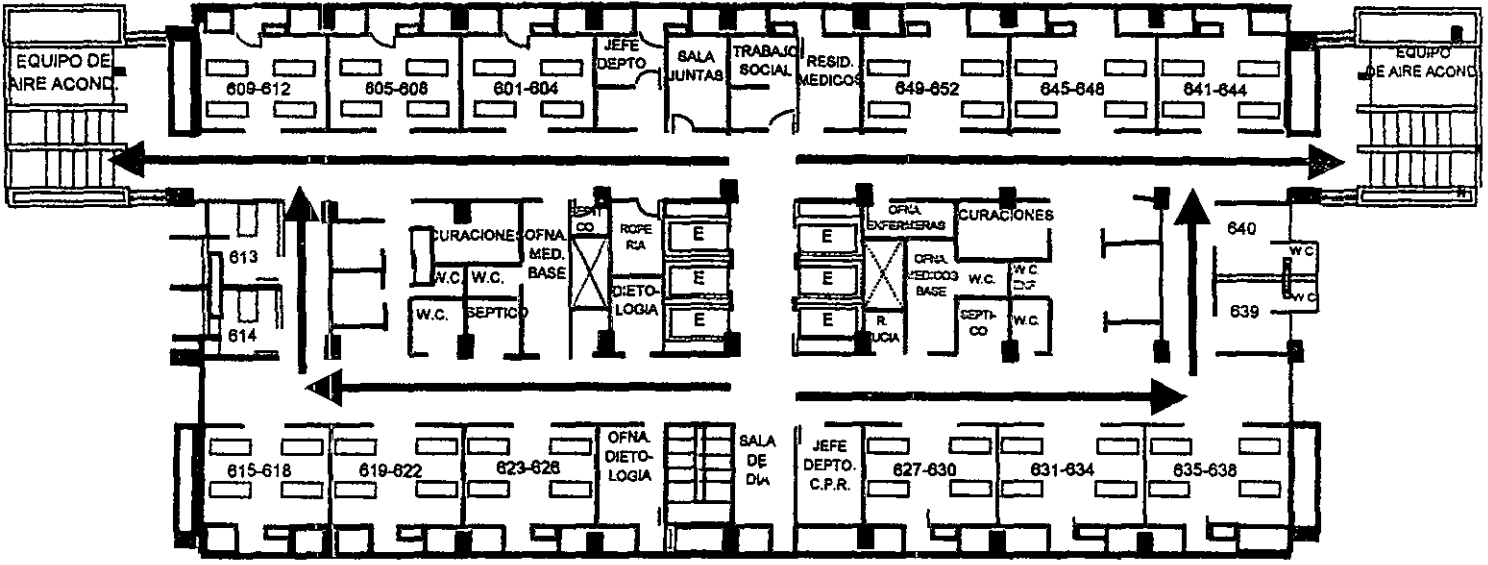 EQUIPO DE
AIRE ACOND.
609-612
605-608
601-604
JEFE
DEPTO
SALA
JUNTAS
TRABAJO
SOCIAL
RESID.
MEDICOS
649-652
645-648
641-644
EQUIPO
DE AIRE ACOND.
613
614
CURACIONES
W.C.
W.C.
W.C.
SEPTICO
OFNA.
MED.
BASE
SEPTI
CO
ROPE
RIA
DIETO-
LOGIA
E
E
E
E
E
E
OFNA.
ENFERMERAS
OFNA.
MEDICOS
BASE
R.
SUCIA
CURACIONES
W.C.
W.C.
SEPTI-
CO
W.C.
640
W.C.
W.C.
639
615-618
619-622
623-626
OFNA.
DIETO-
LOGIA
SALA
DE
DIA
JEFE
DEPTO.
C.P.R.
627-630
631-634
635-638